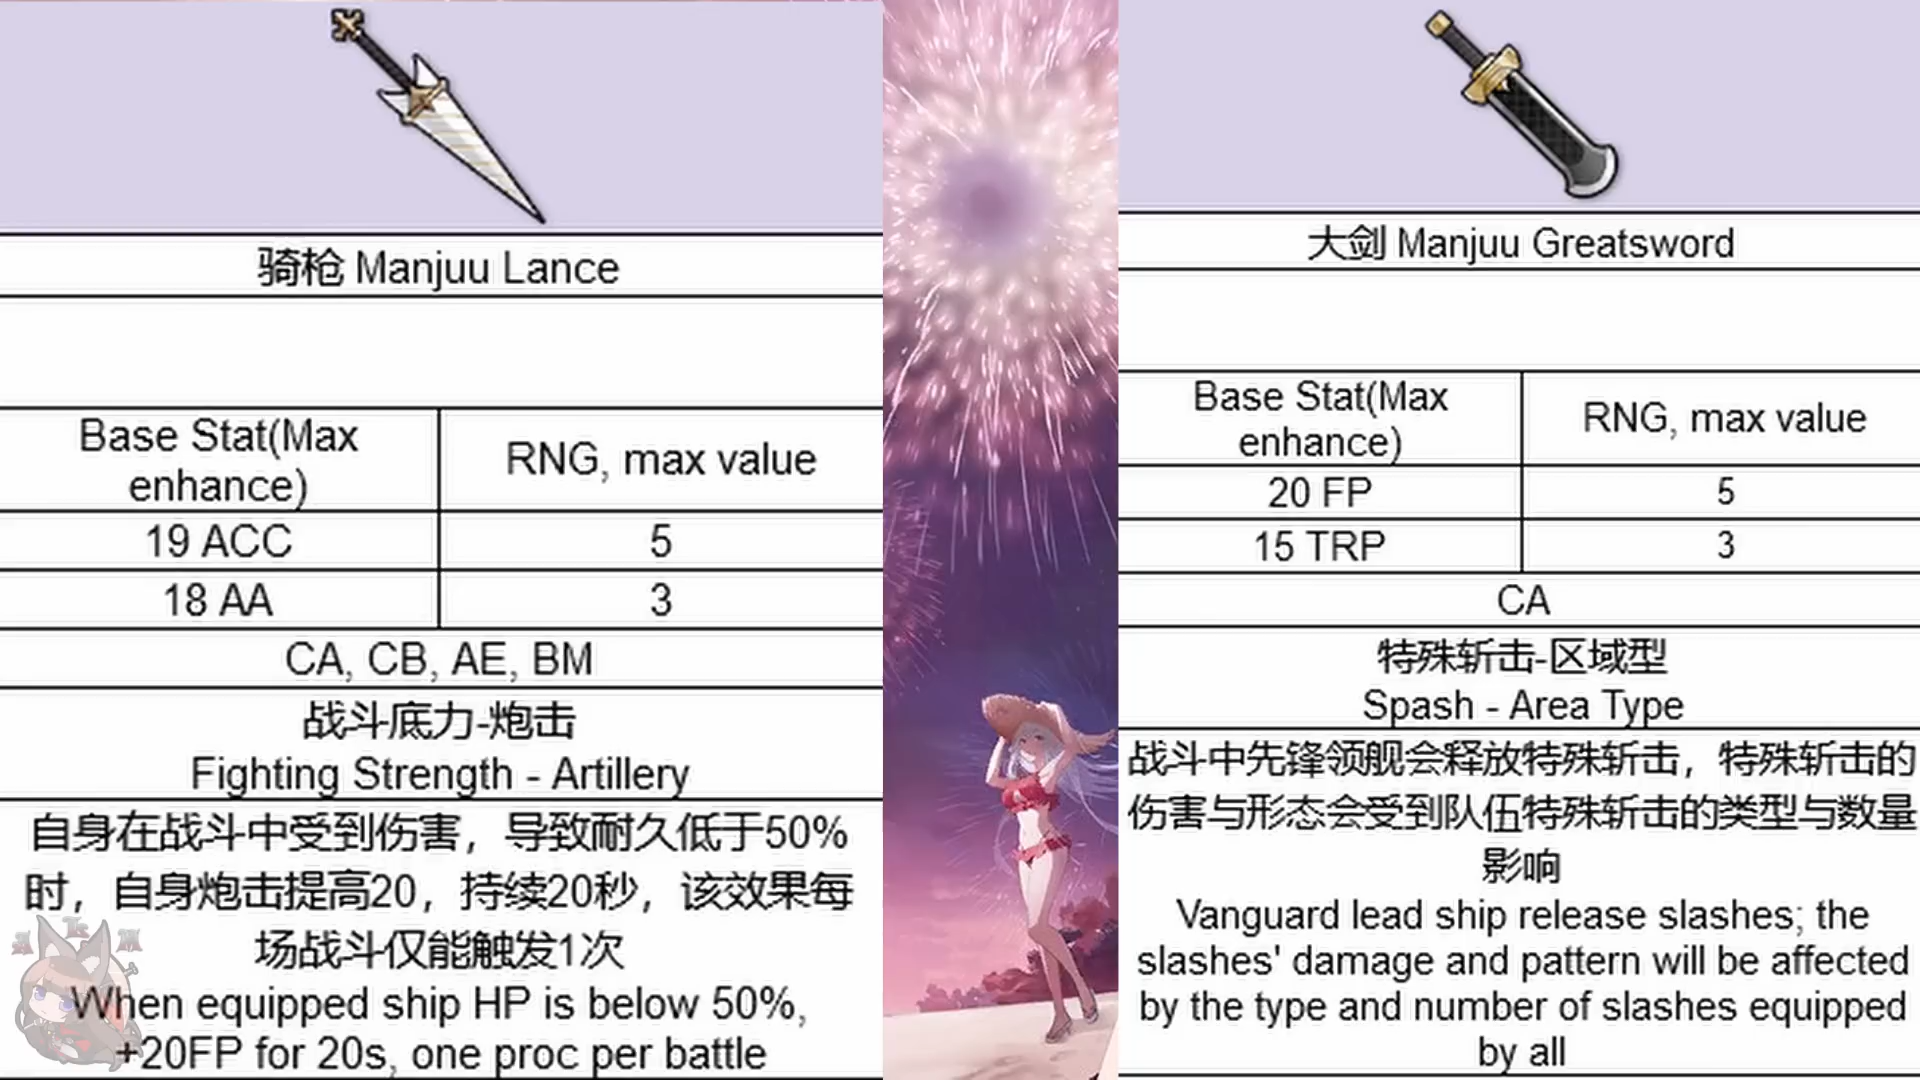 骑枪 Manjuu Lance
Base Stat(Max
enhance)
RNG, max value
19 ACC
5
18 AA
3
CA, CB, AE, BM
战斗底力-炮击
Fighting Strength - Artillery
自身在战斗中受到伤害，导致耐久低于50%
时，自身炮击提高20，持续20秒，该效果每
场战斗仅能触发1次
When equipped ship HP is below 50%,
+20FP for 20s, one proc per battle
大剑 Manjuu Greatsword
Base Stat(Max
enhance)
RNG, max value
20 FP
5
15 TRP
3
CA
特殊斩击-区域型
Spash - Area Type
战斗中先锋领舰会释放特殊斩击，特殊斩击的
伤害与形态会受到队伍特殊斩击的类型与数量
影响
Vanguard lead ship release slashes; the
slashes' damage and pattern will be affected
by the type and number of slashes equipped
by all